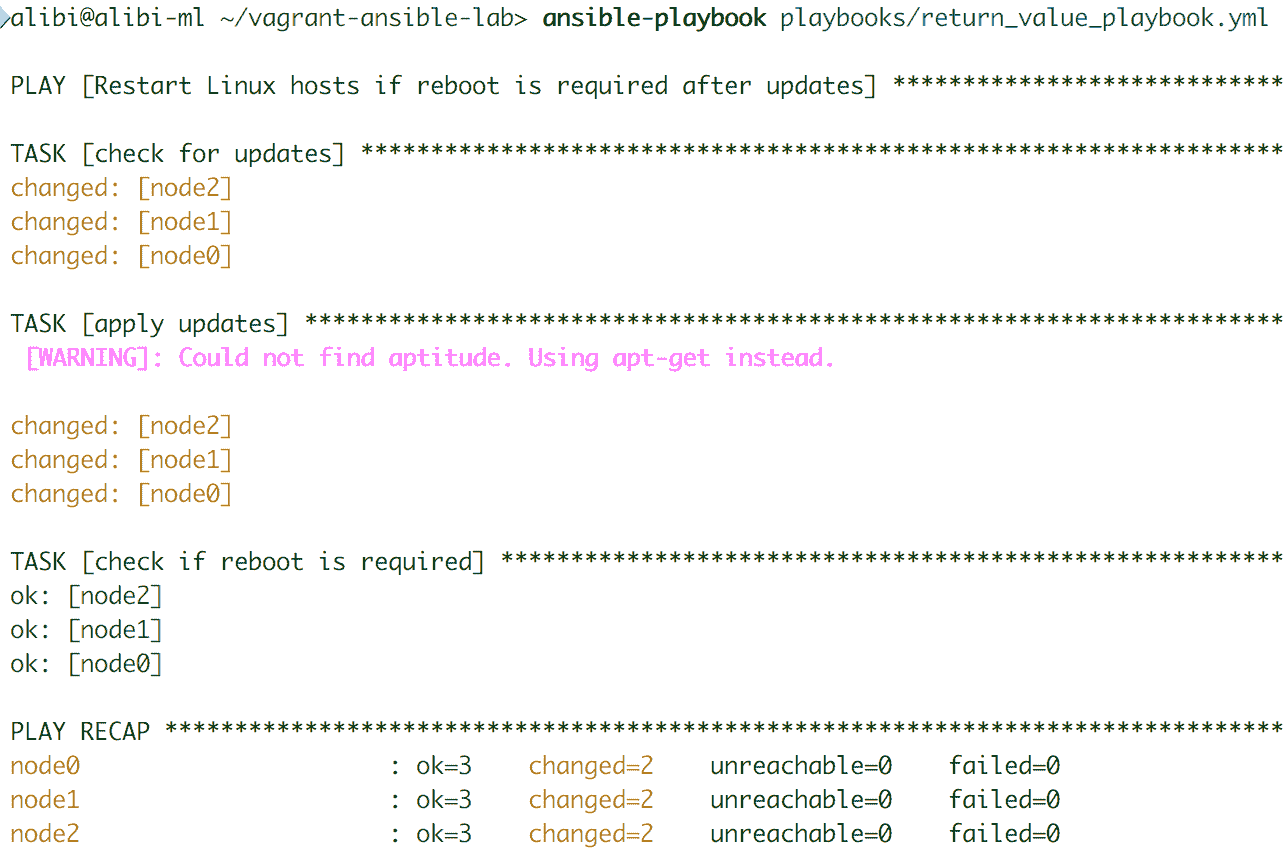 alibi@alibi-ml ~/vagrant-ansible-lab> ansible-playbook playbooks/return_value_playbook.yml
PLAY [Restart Linux hosts if reboot is required after updates] ****************************
TASK [check for updates] ******************************************************************
changed: [node2]
changed: [node1]
changed: [node0]
TASK [apply updates] **********************************************************************
[WARNING]: Could not find aptitude. Using apt-get instead.
changed: [node2]
changed: [node1]
changed: [node0]
TASK [check if reboot is required] ********************************************************
ok: [node2]
ok: [node1]
ok: [node0]
PLAY RECAP ********************************************************************************
node0 : ok=3 changed=2 unreachable=0 failed=0
node1 : ok=3 changed=2 unreachable=0 failed=0
node2 : ok=3 changed=2 unreachable=0 failed=0